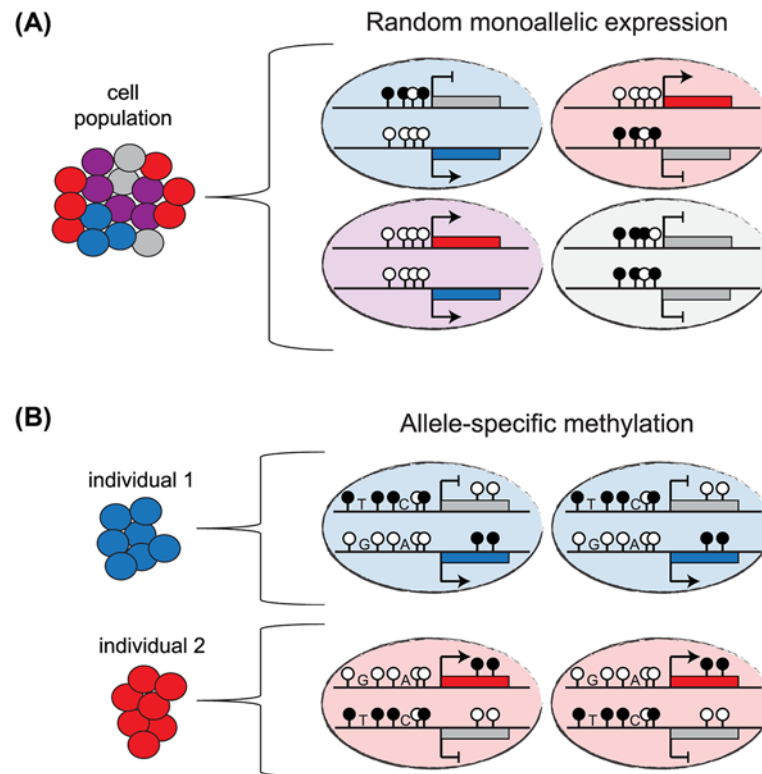 (A)
Random monoallelic expression
cell
population
(B)
Allele-specific methylation
individual 1
T C T C
G A G A
individual 2
G A G A
T C T C